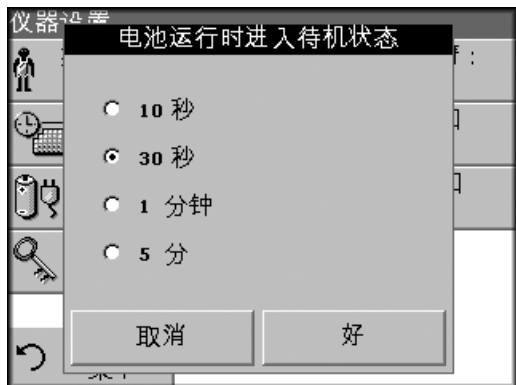 仪器设置
电池运行时进入待机状态
10 秒
30 秒
1 分钟
5 分
取消
好